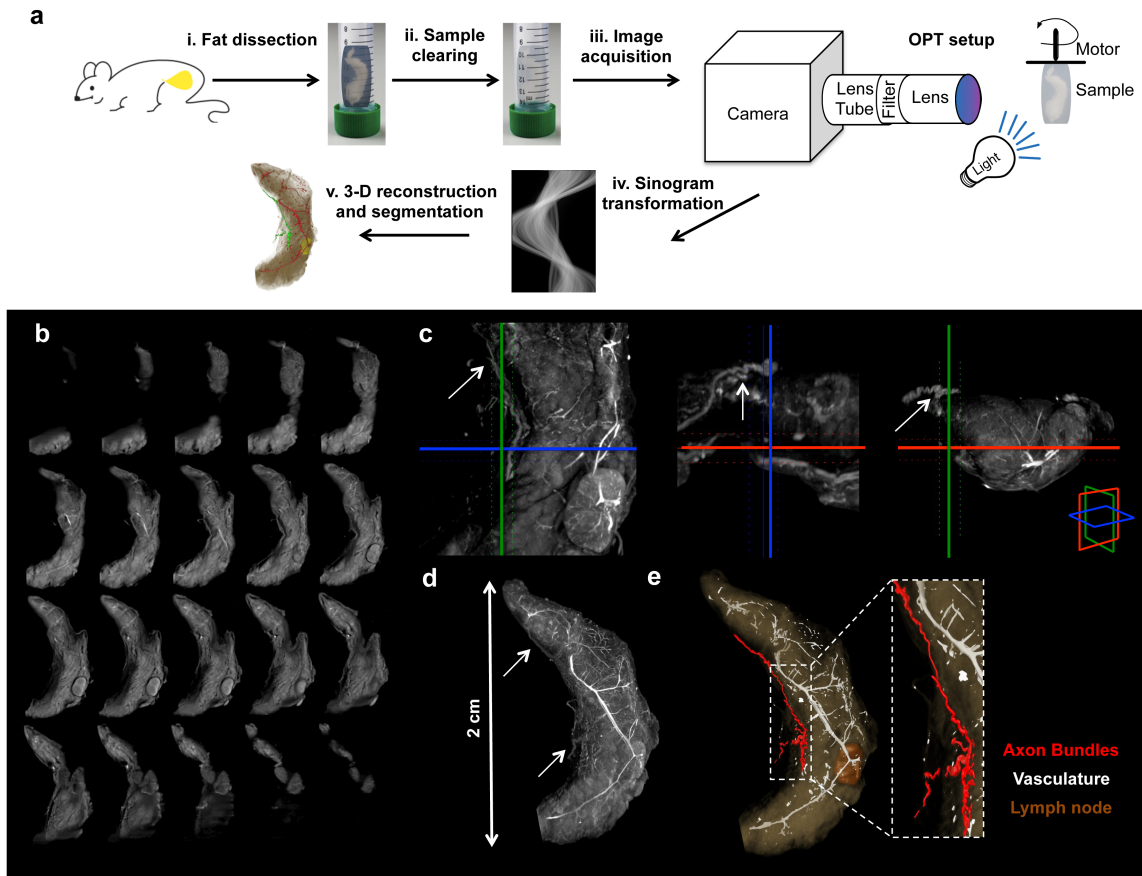 a
i. Fat dissection
ii. Sample
clearing
iii. Image
acquisition
OPT setup
Motor
Sample
Camera
Lens
Tube
Filter
Lens
Light
iv. Sinogram
transformation
v. 3-D reconstruction
and segmentation
b
c
d
2 cm
e
Axon Bundles
Vasculature
Lymph node